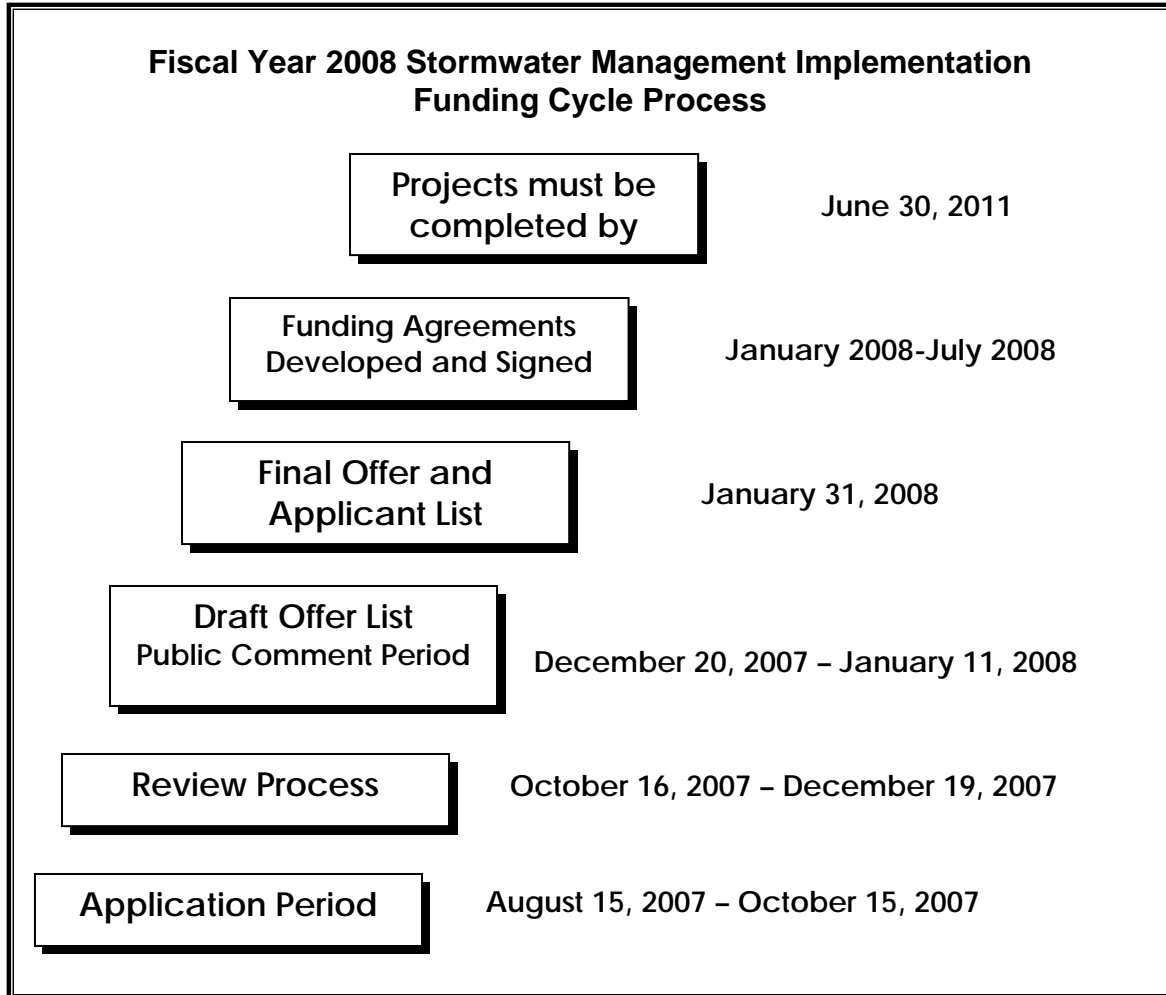 Fiscal Year 2008 Stormwater Management Implementation
Funding Cycle Process
Projects must be
completed by
June 30, 2011
Funding Agreements
Developed and Signed
January 2008-July 2008
Final Offer and
Applicant List
January 31, 2008
Draft Offer List
Public Comment Period
December 20, 2007 – January 11, 2008
Review Process
October 16, 2007 – December 19, 2007
Application Period
August 15, 2007 – October 15, 2007